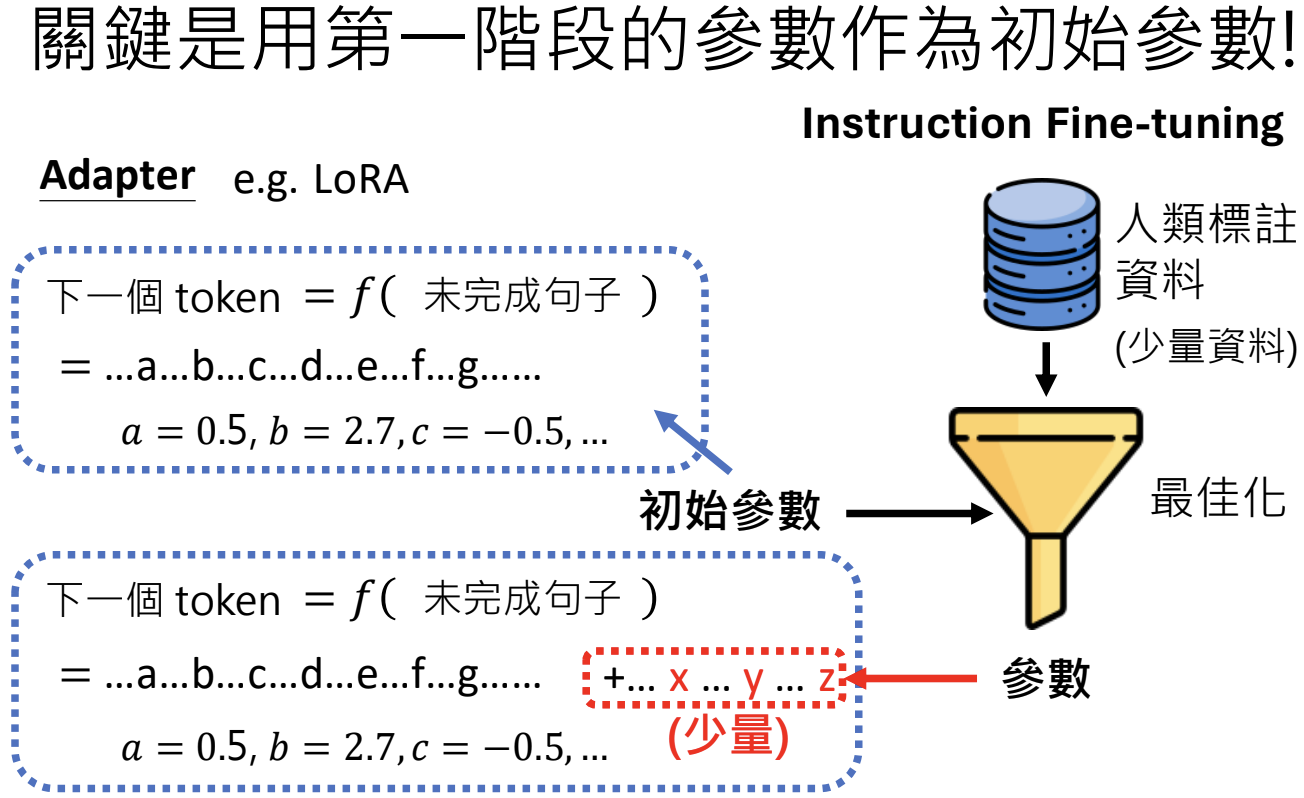 關鍵是用第一階段的參數作為初始參數!
Instruction Fine-tuning
Adapter e.g. LoRA
人類標註
資料
(少量資料)
下一個 token = f( 未完成句子 )
= …a…b…c…d…e…f…g……
a = 0.5, b = 2.7, c = −0.5, …
初始參數
最佳化
下一個 token = f( 未完成句子 )
= …a…b…c…d…e…f…g…… +… x … y … z
參數
(少量)
a = 0.5, b = 2.7, c = −0.5, …